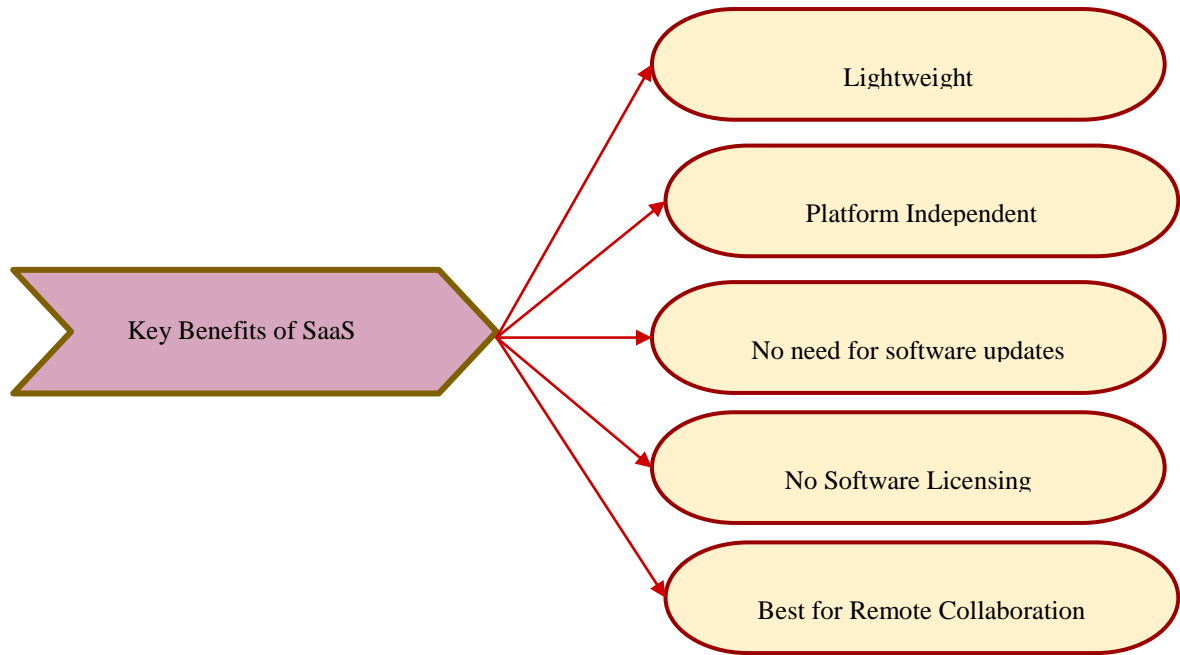 Lightweight
Platform Independent
Key Benefits of SaaS
No need for software updates
No Software Licensing
Best for Remote Collaboration